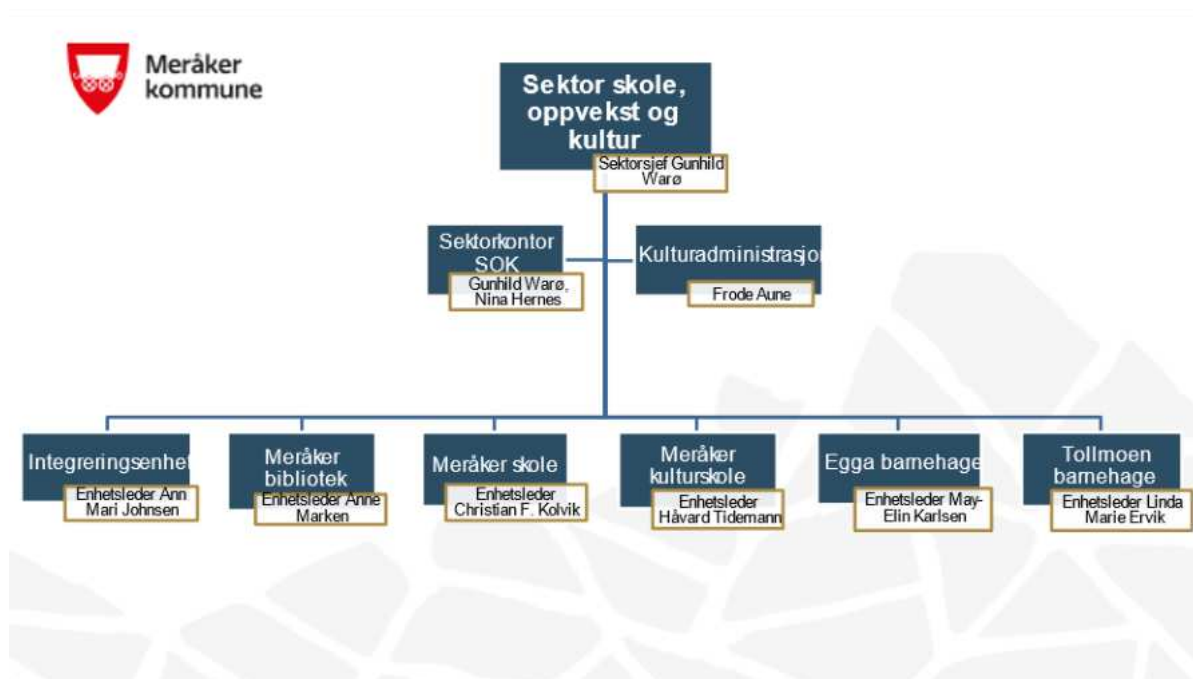 Meråker
kommune
Sektor skole,
oppvekst og
kultur
Sektorsjef Gunhild
Warø
Sektorkontor
SOK
Gunhild Warø,
Nina Hernes
Kulturadministrasjo
Frode Aune
Integreringsenhet
Enhetsleder Ann
Mari Johnsen
Meråker
bibliotek
Enhetsleder Anne
Marken
Meråker skole
Enhetsleder
Christian F. Kolvik
Meråker
kulturskole
Enhetsleder
Håvard Tidemann
Egga barnehage
Enhetsleder May-
Elin Karlsen
Tollmoen
barnehage
Enhetsleder Linda
Marie Ervik